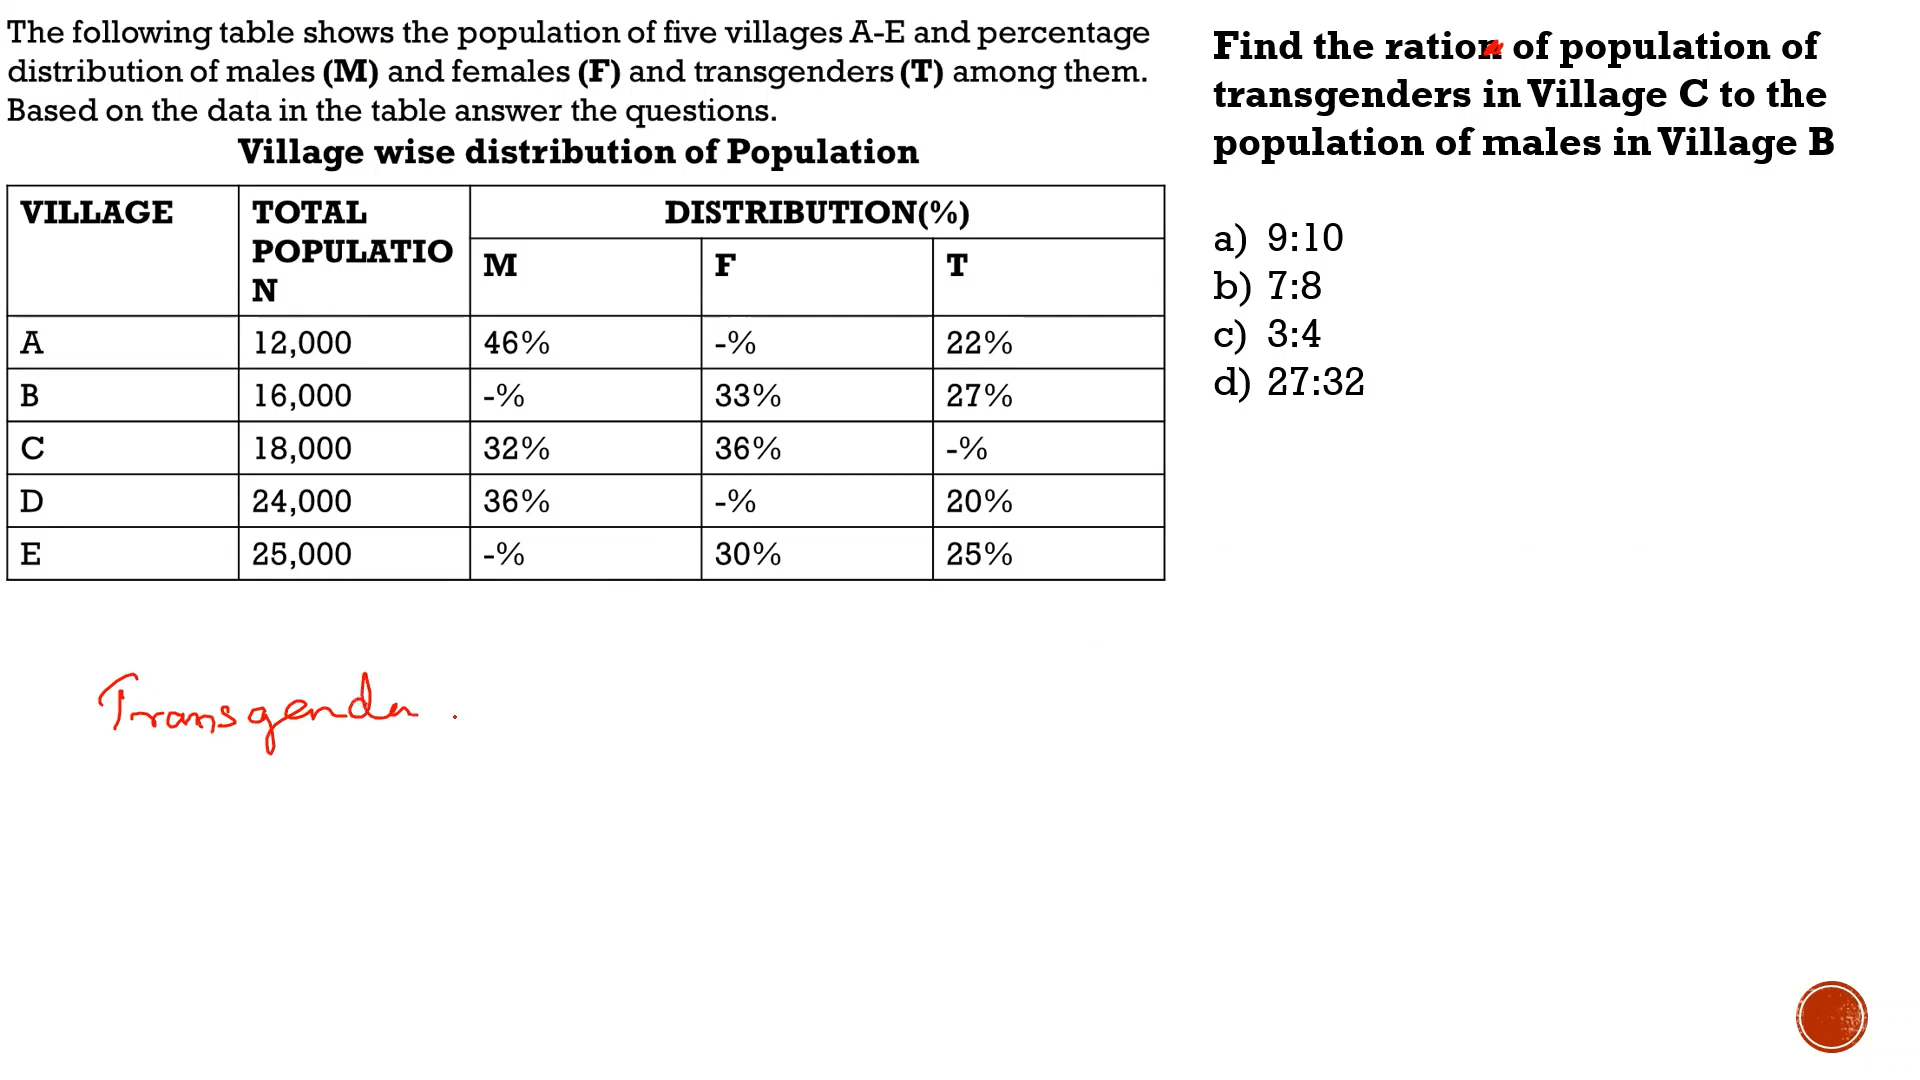 The following table shows the population of five villages A-E and percentage
distribution of males (M) and females (F) and transgenders (T) among them.
Based on the data in the table answer the questions.
Village wise distribution of Population
VILLAGE TOTAL POPULATIO N DISTRIBUTION(%)
M F T
A 12,000 46% -% 22%
B 16,000 -% 33% 27%
C 18,000 32% 36% -%
D 24,000 36% -% 20%
E 25,000 -% 30% 25%
Find the ration of population of
transgenders in Village C to the
population of males in Village B
a) 9:10
b) 7:8
c) 3:4
d) 27:32
Transgender